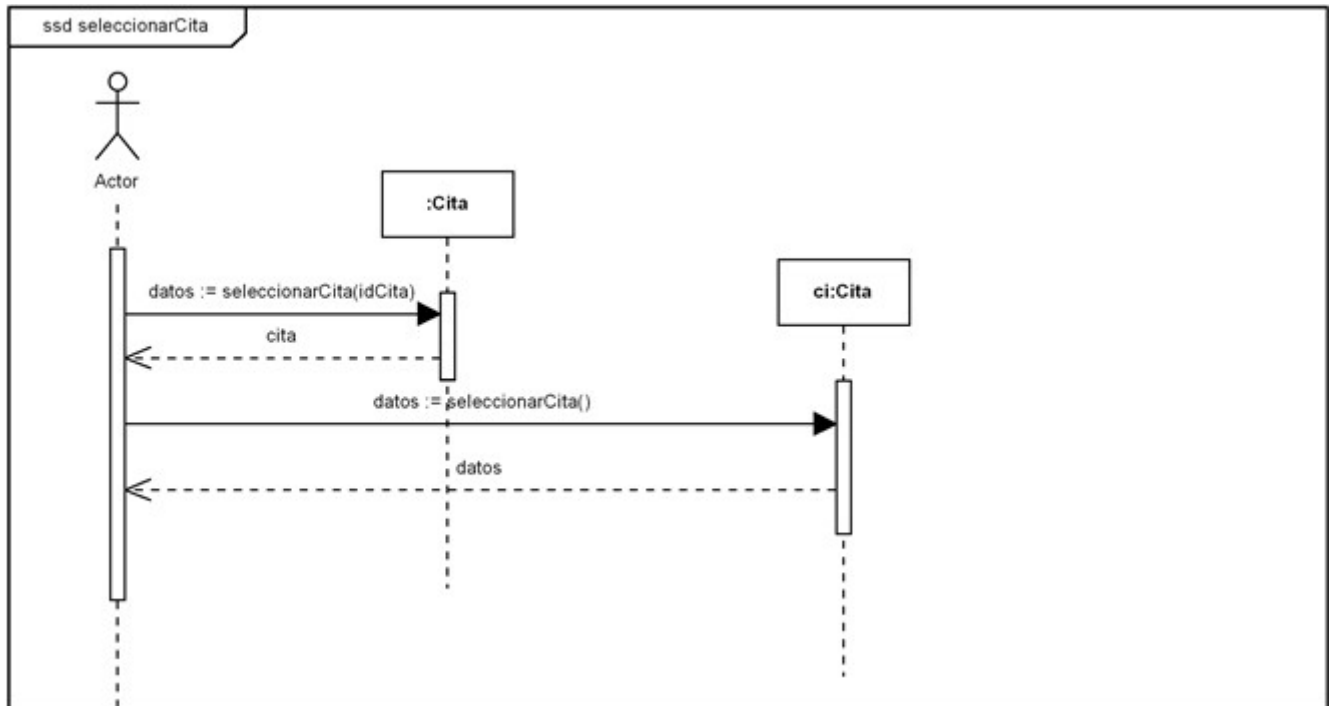 ssd seleccionarCita
Actor
:Cita
ci:Cita
datos := seleccionarCita(idCita)
cita
datos := seleccionarCita()
datos